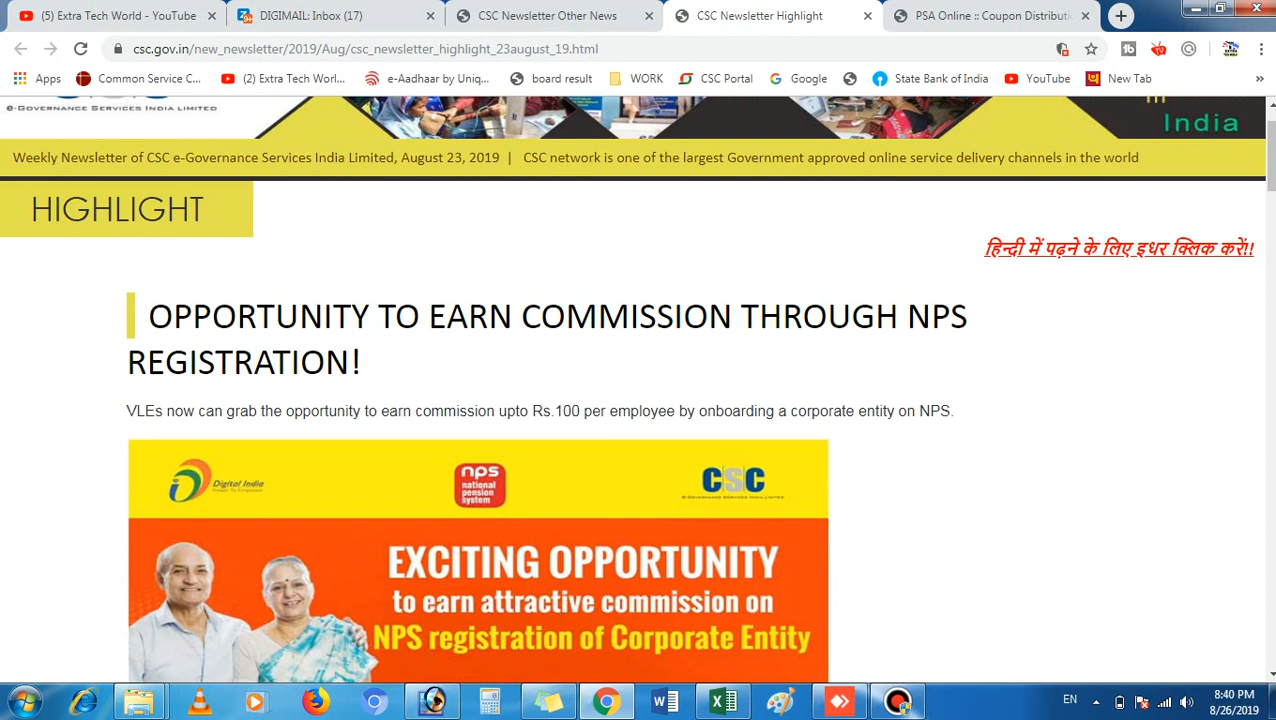 (5) Extra Tech World - YouTube
DIGIMAIL: Inbox (17)
CSC Newsletter Other News
CSC Newsletter Highlight
PSA Online :: Coupon Distributi
csc.gov.in/new_newsletter/2019/Aug/csc_newsletter_highlight_23august_19.html
Apps
Common Service C...
(2) Extra Tech Worl...
e-Aadhaar by Uniq...
board result
WORK
CSC Portal
Google
State Bank of India
YouTube
New Tab
»
e-GOVERNANCE SERVICES INDIA LIMITED
in
India
Weekly Newsletter of CSC e-Governance Services India Limited, August 23, 2019 | CSC network is one of the largest Government approved online service delivery channels in the world
HIGHLIGHT
हिन्दी में पढ़ने के लिए इधर क्लिक करें!!
OPPORTUNITY TO EARN COMMISSION THROUGH NPS
REGISTRATION!
VLEs now can grab the opportunity to earn commission upto Rs.100 per employee by onboarding a corporate entity on NPS.
Digital India
Power To Empower
nps
national
pension
system
CSC
e-GOVERNANCE SERVICES INDIA LIMITED
EXCITING OPPORTUNITY
to earn attractive commission on
NPS registration of Corporate Entity
EN
8:40 PM
8/26/2019